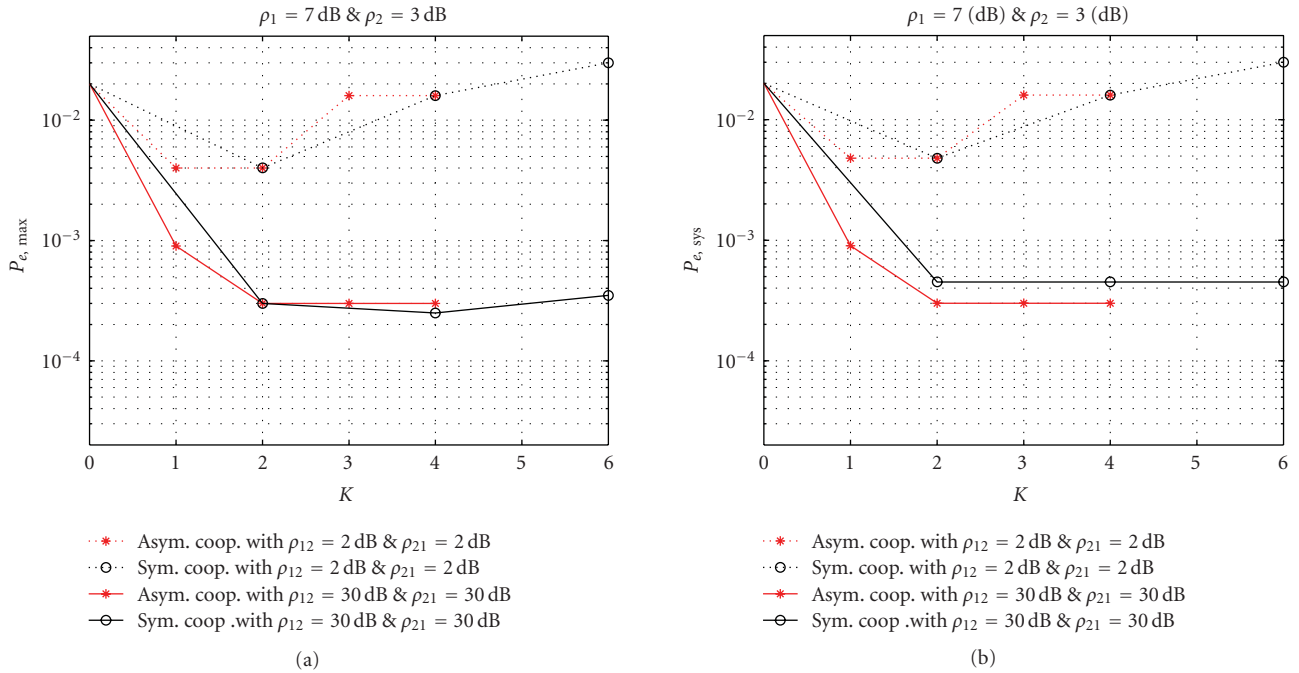 ρ1 = 7 dB & ρ2 = 3 dB
10−2
10−3
10−4
Pe, max
0 1 2 3 4 5 6
K
Asym. coop. with ρ12 = 2 dB & ρ21 = 2 dB
Sym. coop. with ρ12 = 2 dB & ρ21 = 2 dB
Asym. coop. with ρ12 = 30 dB & ρ21 = 30 dB
Sym. coop .with ρ12 = 30 dB & ρ21 = 30 dB
(a)
ρ1 = 7 (dB) & ρ2 = 3 (dB)
10−2
10−3
10−4
Pe, sys
0 1 2 3 4 5 6
K
Asym. coop. with ρ12 = 2 dB & ρ21 = 2 dB
Sym. coop. with ρ12 = 2 dB & ρ21 = 2 dB
Asym. coop. with ρ12 = 30 dB & ρ21 = 30 dB
Sym. coop .with ρ12 = 30 dB & ρ21 = 30 dB
(b)